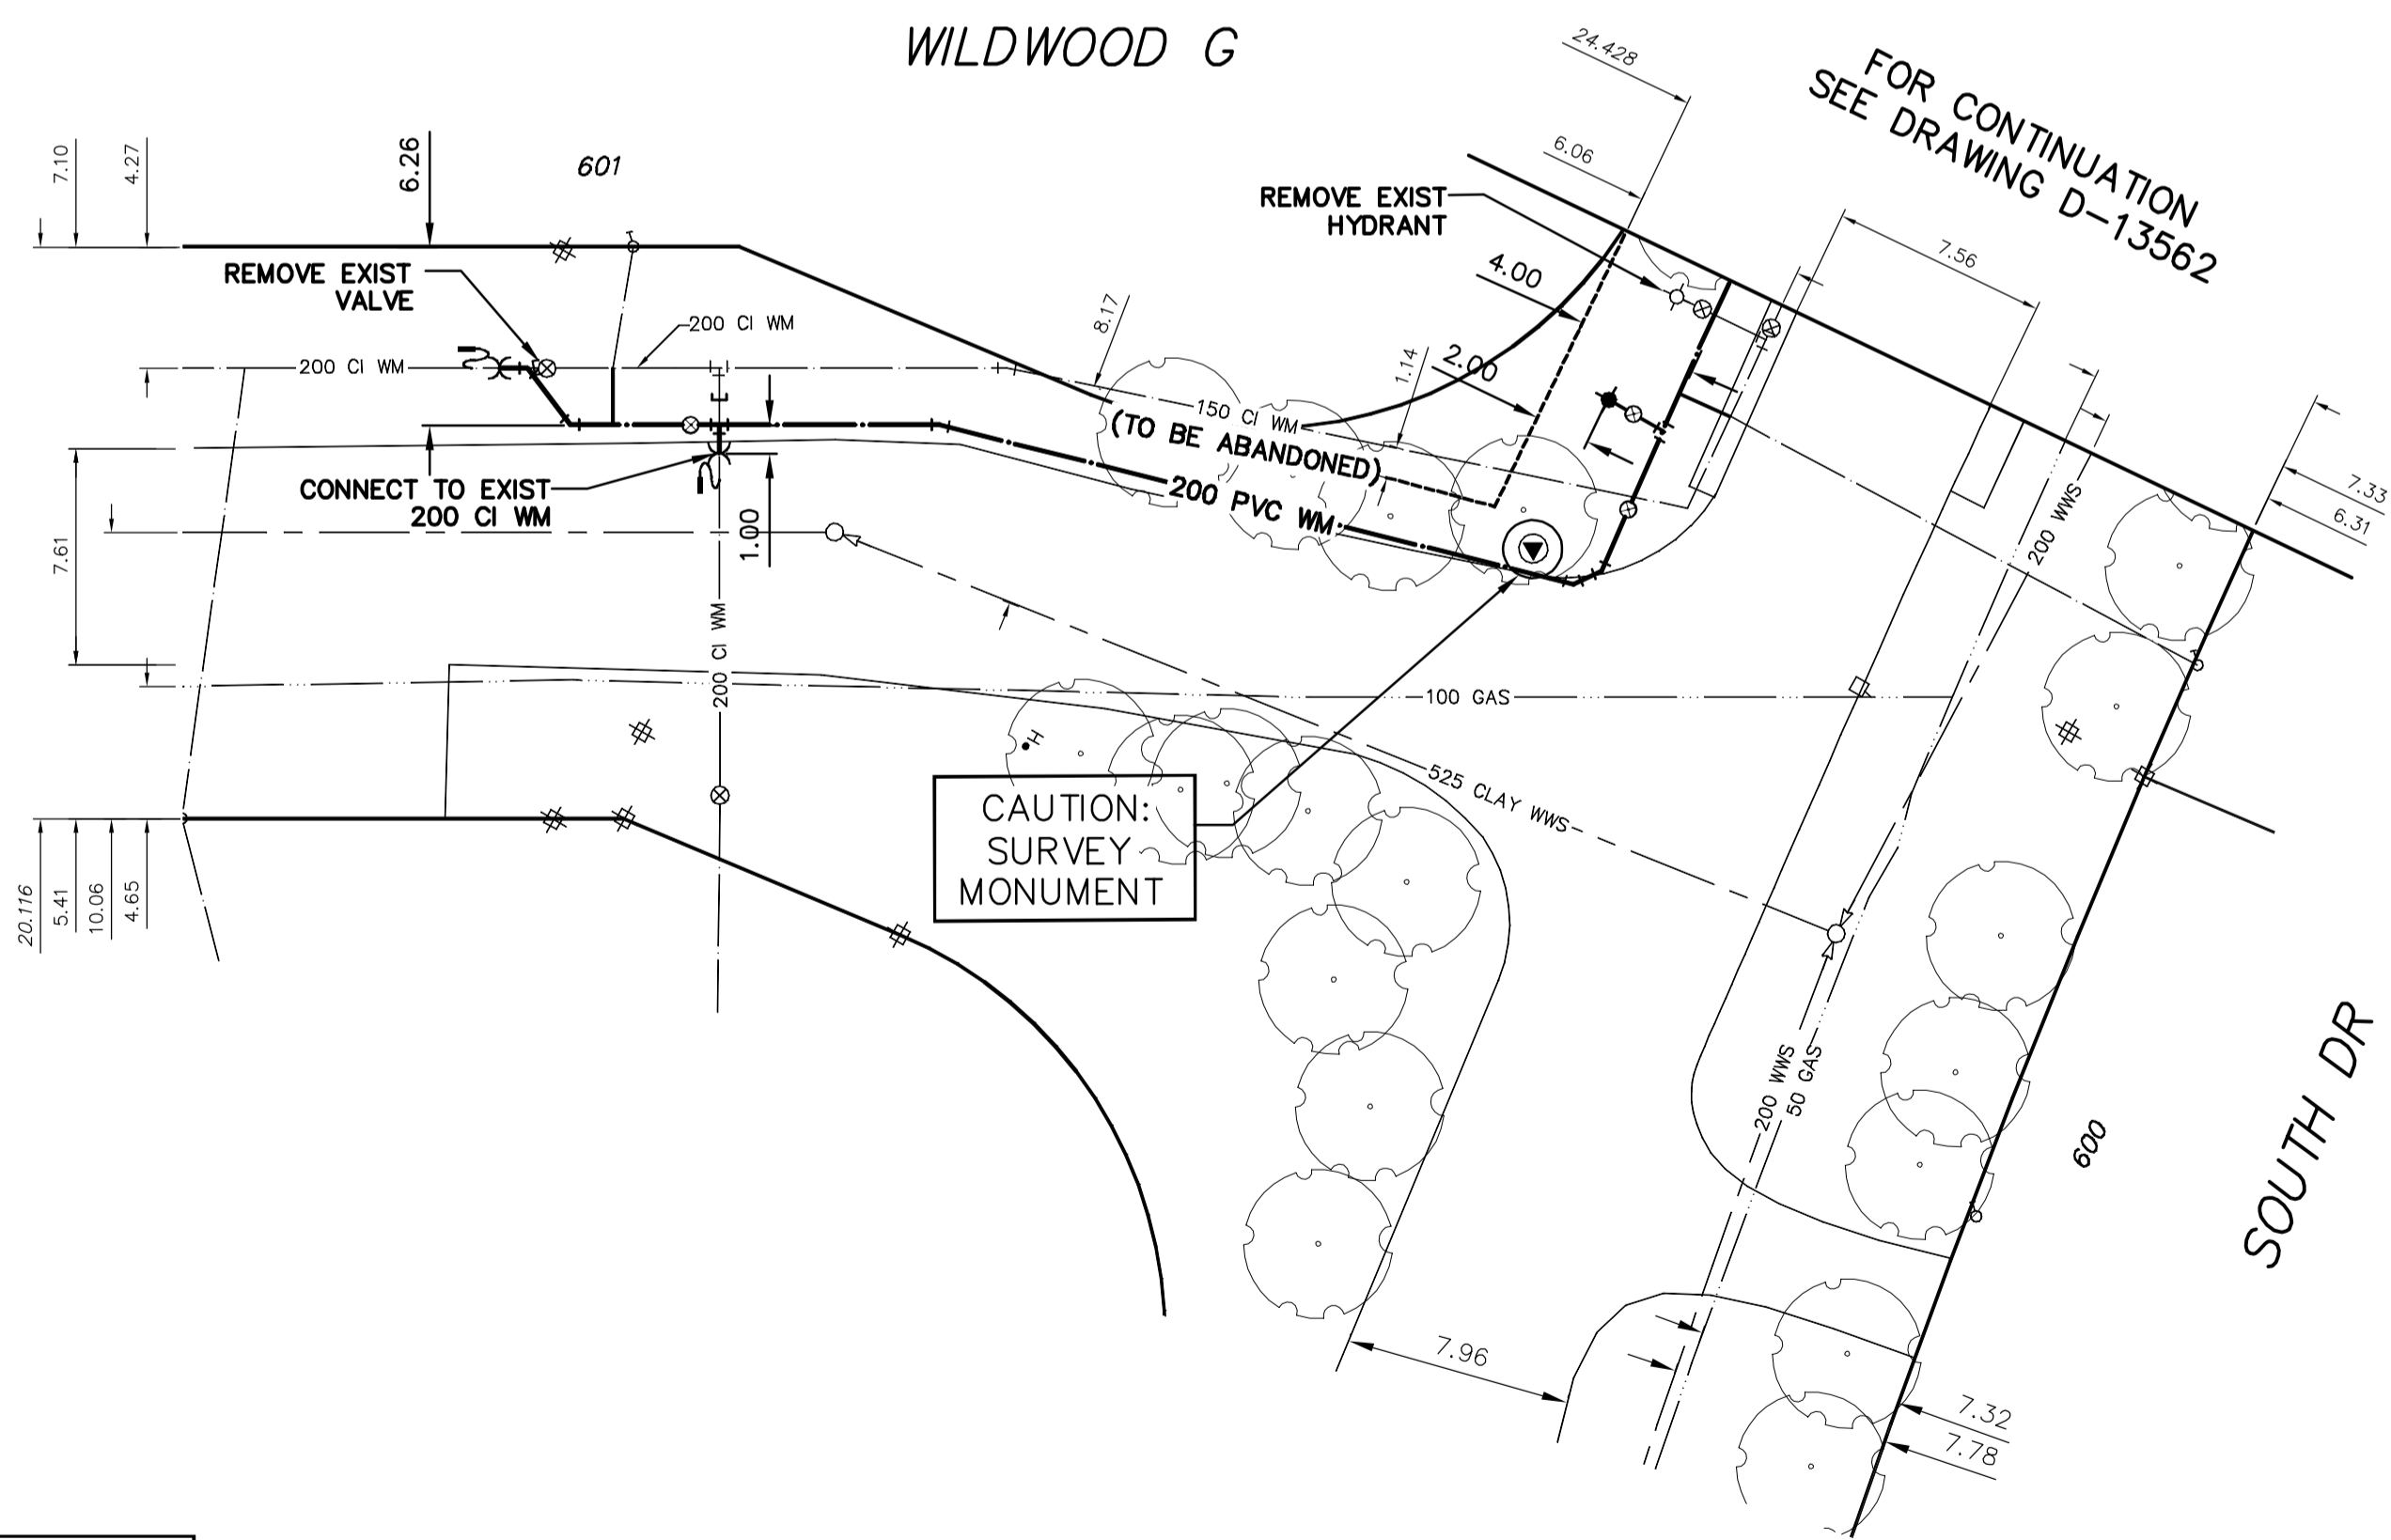 WILDWOOD G
24.428
FOR CONTINUATION
SEE DRAWING D-13562
7.10
4.27
6.26
601
6.06
REMOVE EXIST
HYDRANT
7.56
4.00
REMOVE EXIST
VALVE
8.17
200 CI WM
200 CI WM
1.14
2.00
150 CI WM
(TO BE ABANDONED)
200 PVC WM
CONNECT TO EXIST
200 CI WM
1.00
7.33
6.31
200 WWS
7.61
200 CI WM
100 GAS
H
525 CLAY WWS
CAUTION:
SURVEY
MONUMENT
20.116
5.41
10.06
4.65
200 WWS
50 GAS
600
SOUTH DR
7.96
7.32
7.78